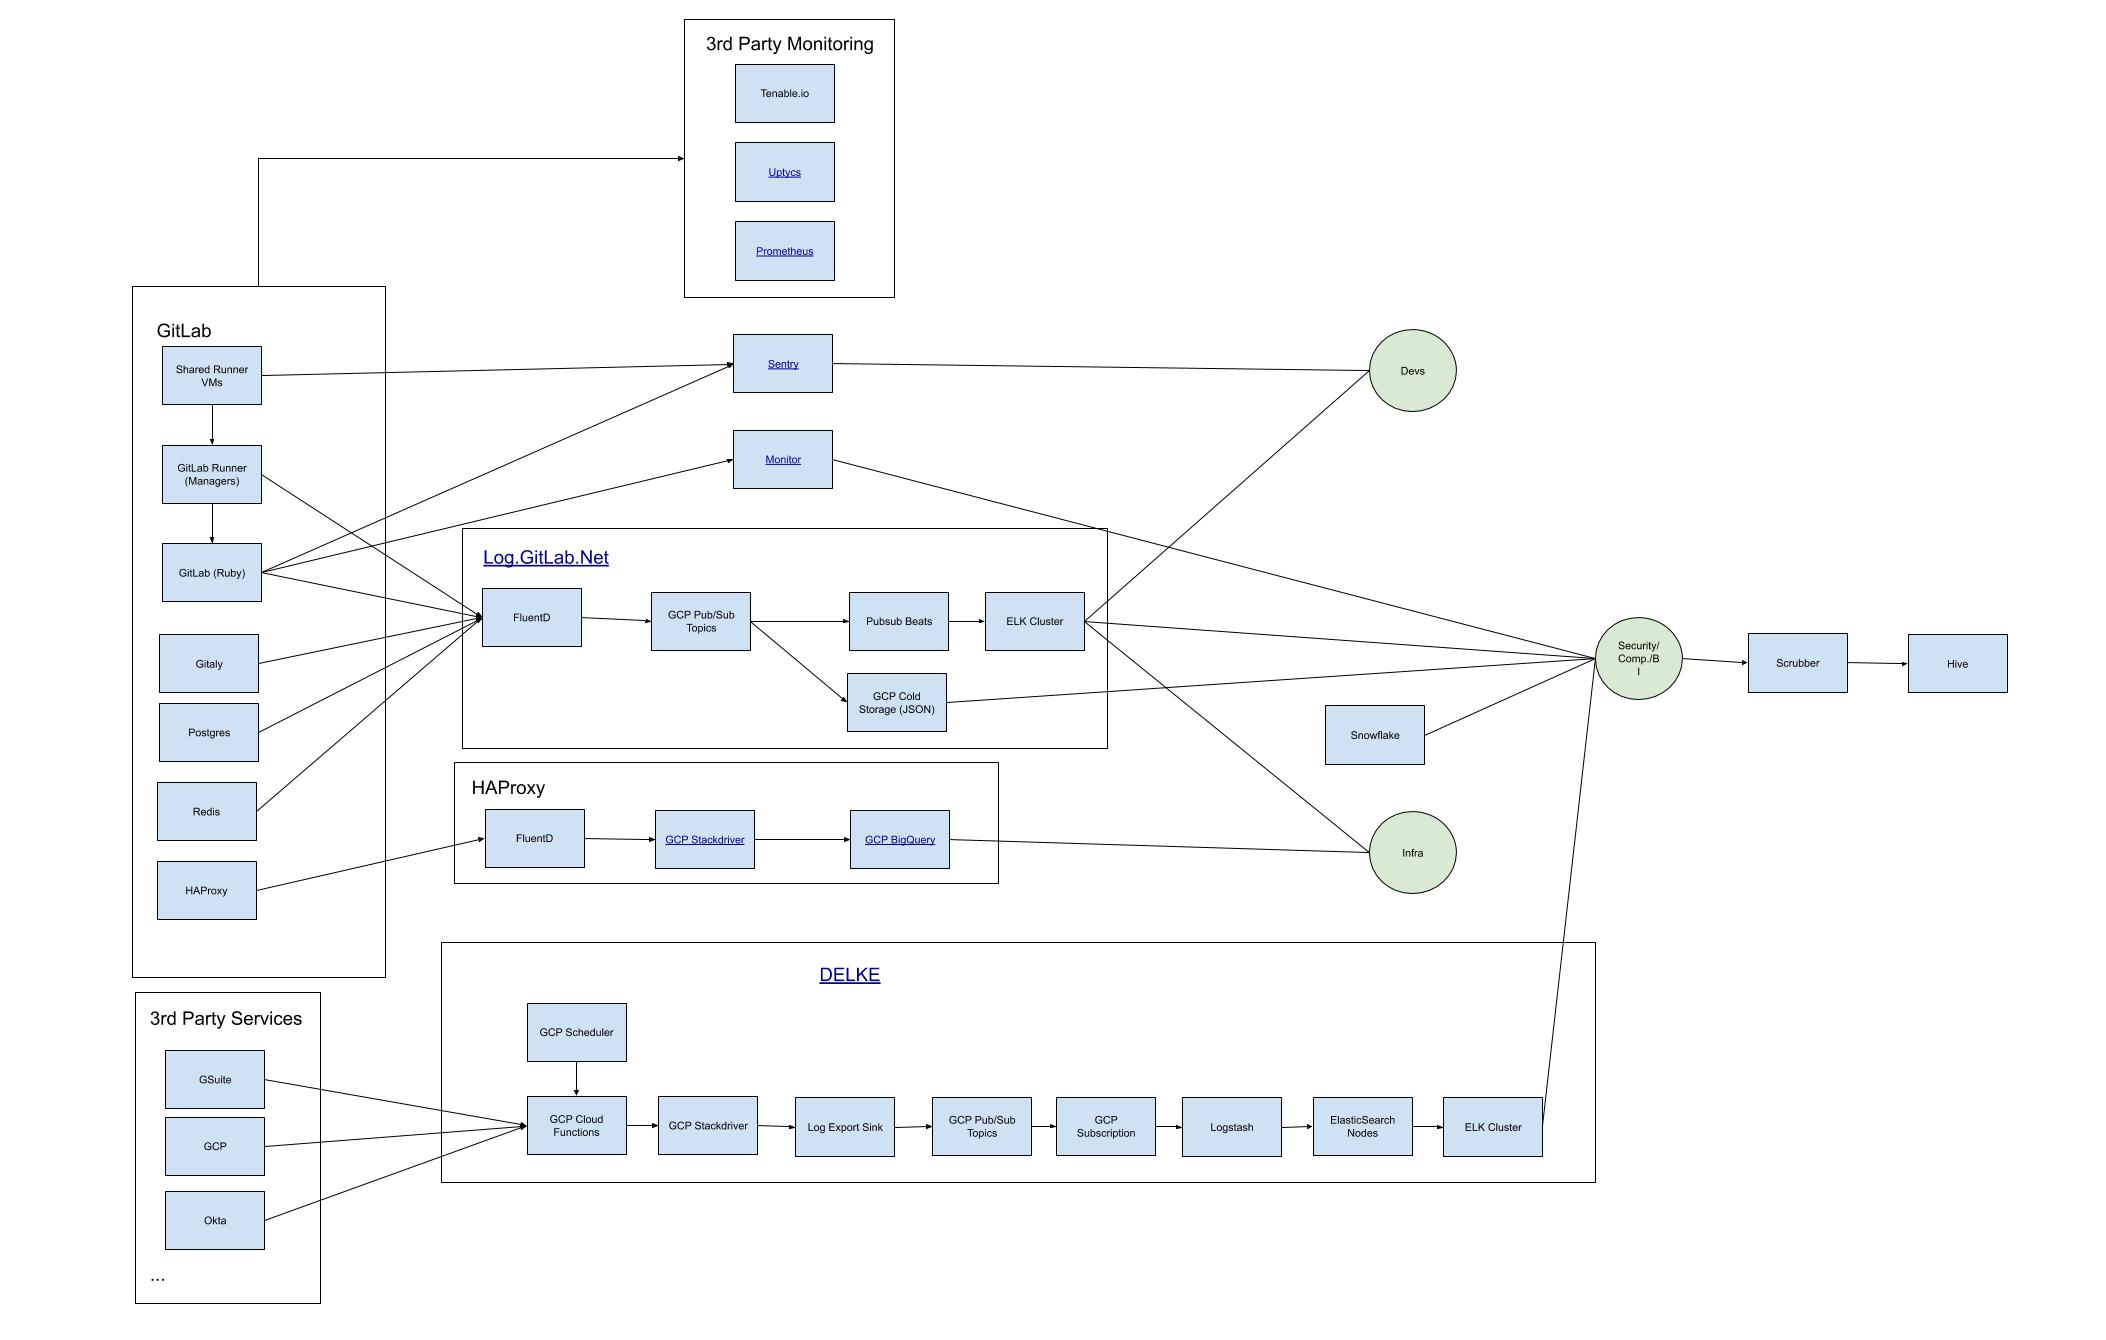 3rd Party Monitoring
Tenable.io
Uptycs
Prometheus
GitLab
Shared Runner
VMs
GitLab Runner
(Managers)
GitLab (Ruby)
Gitaly
Postgres
Redis
HAProxy
Sentry
Monitor
Devs
Log.GitLab.Net
FluentD
GCP Pub/Sub
Topics
Pubsub Beats
ELK Cluster
GCP Cold
Storage (JSON)
Security/
Comp./B
I
Scrubber
Hive
Snowflake
HAProxy
FluentD
GCP Stackdriver
GCP BigQuery
Infra
3rd Party Services
GSuite
GCP
Okta
...
DELKE
GCP Scheduler
GCP Cloud
Functions
GCP Stackdriver
Log Export Sink
GCP Pub/Sub
Topics
GCP
Subscription
Logstash
ElasticSearch
Nodes
ELK Cluster